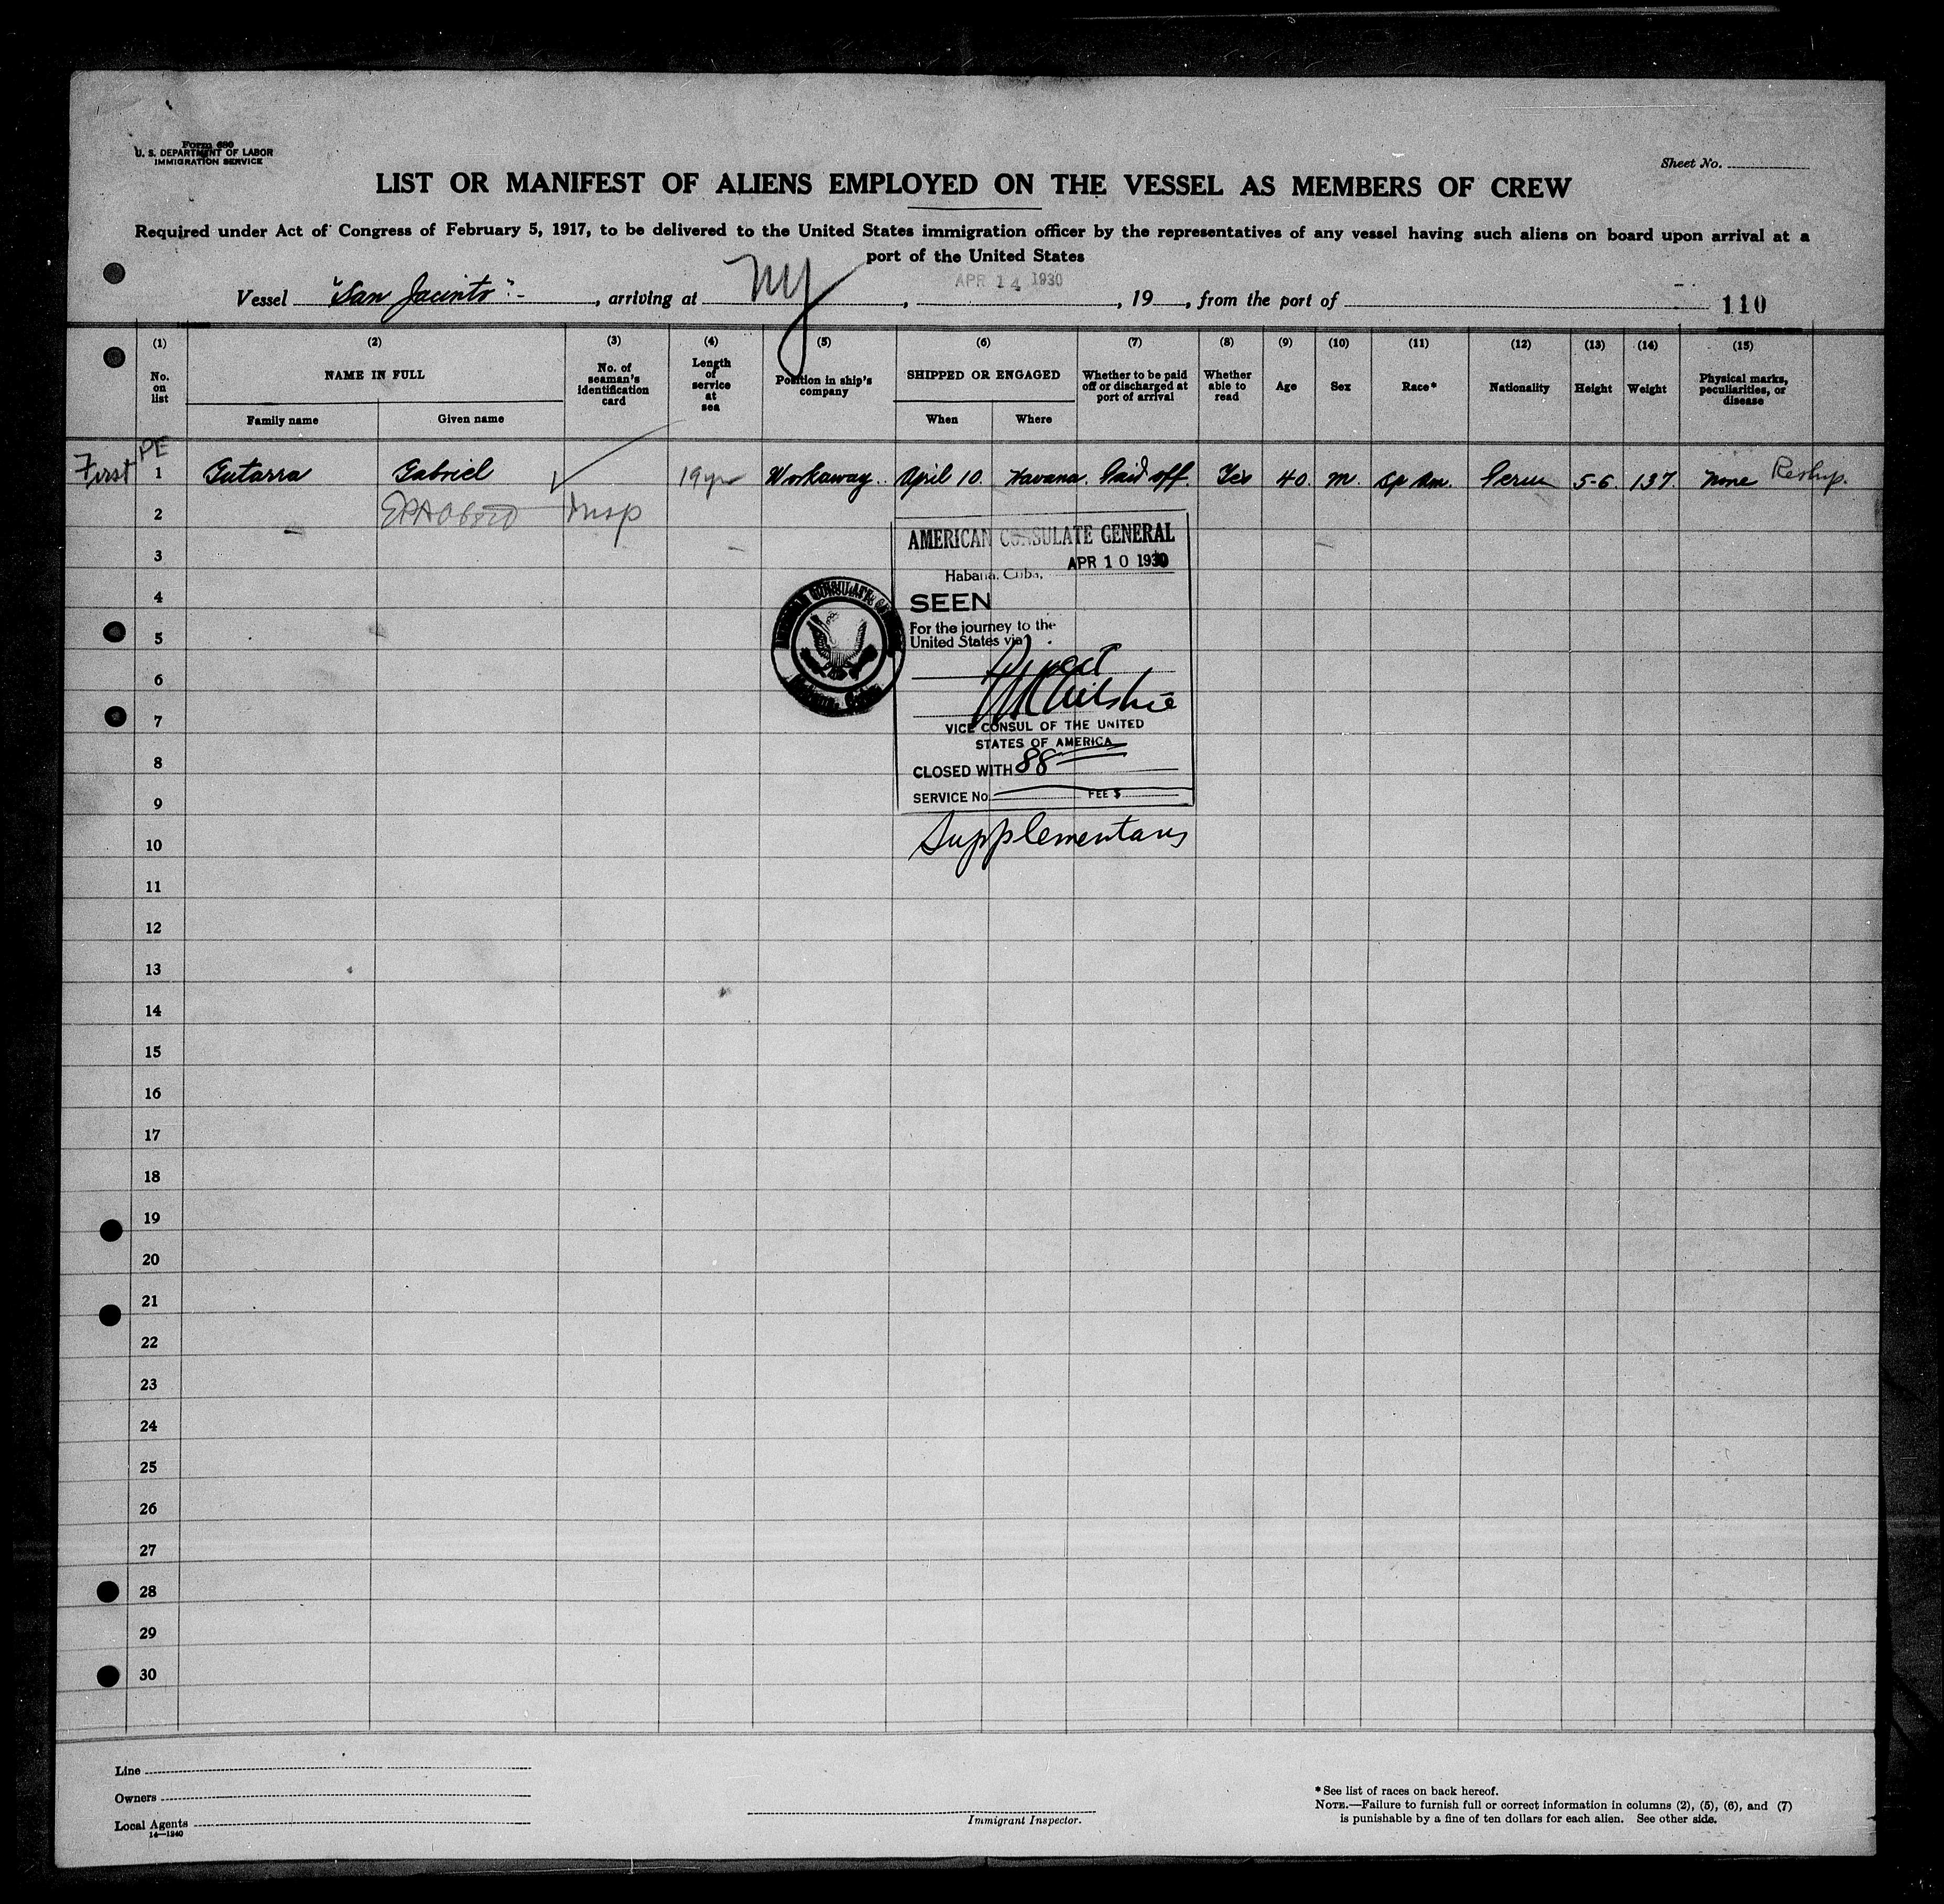 Form 680
U. S. DEPARTMENT OF LABOR
IMMIGRATION SERVICE
Sheet No.
LIST OR MANIFEST OF ALIENS EMPLOYED ON THE VESSEL AS MEMBERS OF CREW
Required under Act of Congress of February 5, 1917, to be delivered to the United States immigration officer by the representatives of any vessel having such aliens on board upon arrival at a
port of the United States
Vessel "San Jacinto", arriving at NY, APR 14 1930, 19, from the port of
110
(1) (2) (3) (4) (5) (6) (7) (8) (9) (10) (11) (12) (13) (14) (15)
No. on list
NAME IN FULL
Family name Given name
No. of seaman's identification card
Length of service at sea
Position in ship's company
SHIPPED OR ENGAGED
When Where
Whether to be paid off or discharged at port of arrival
Whether able to read
Age
Sex
Race*
Nationality
Height
Weight
Physical marks, peculiarities, or disease
PE
First 1 Gutarra Gabriel 19 yr Workaway April 10 Havana Paid off Yes 40 M. Sp Am. Peru 5-6 137 None Reship.
2 Insp
3
AMERICAN CONSULATE GENERAL
APR 10 1930
Habana, Cuba,
4
SEEN
For the journey to the
5
United States via
Direct
6
7
VICE CONSUL OF THE UNITED
STATES OF AMERICA
8
CLOSED WITH 88
9
SERVICE No. FEE $
Supplementary
10
11
12
13
14
15
16
17
18
19
20
21
22
23
24
25
26
27
28
29
30
Line
Owners
Local Agents
14—1240
Immigrant Inspector.
*See list of races on back hereof.
NOTE.—Failure to furnish full or correct information in columns (2), (5), (6), and (7)
is punishable by a fine of ten dollars for each alien. See other side.